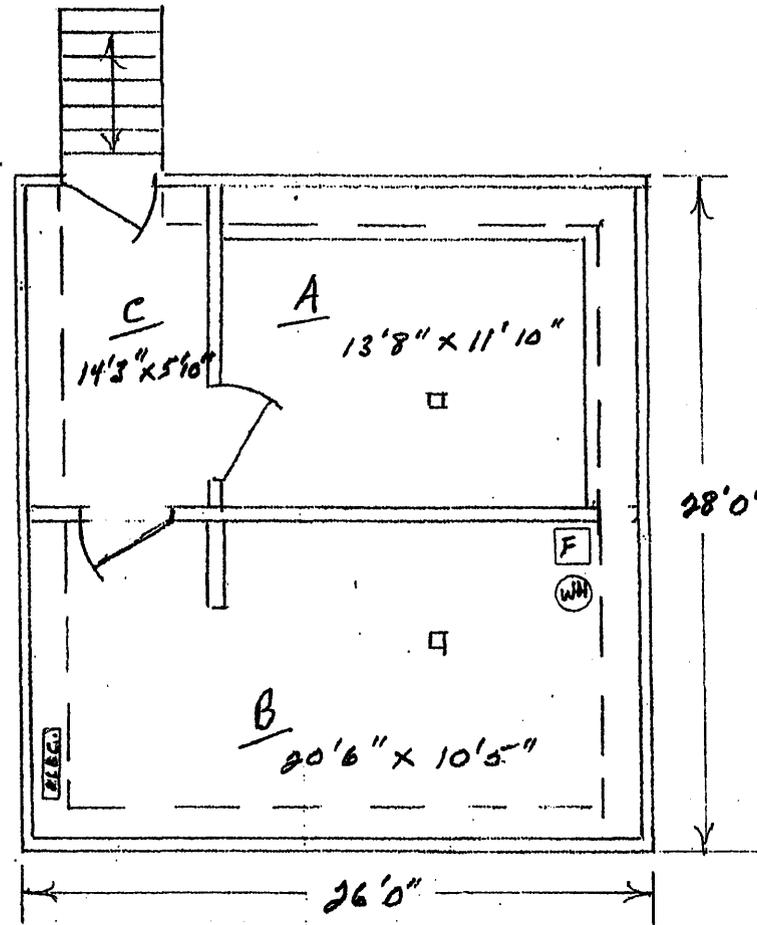 C
14'3" x 5'10"
A
13'8" x 11'10"
28'0"
F
WH
B
20'6" x 10'5"
ELEC.
26'0"